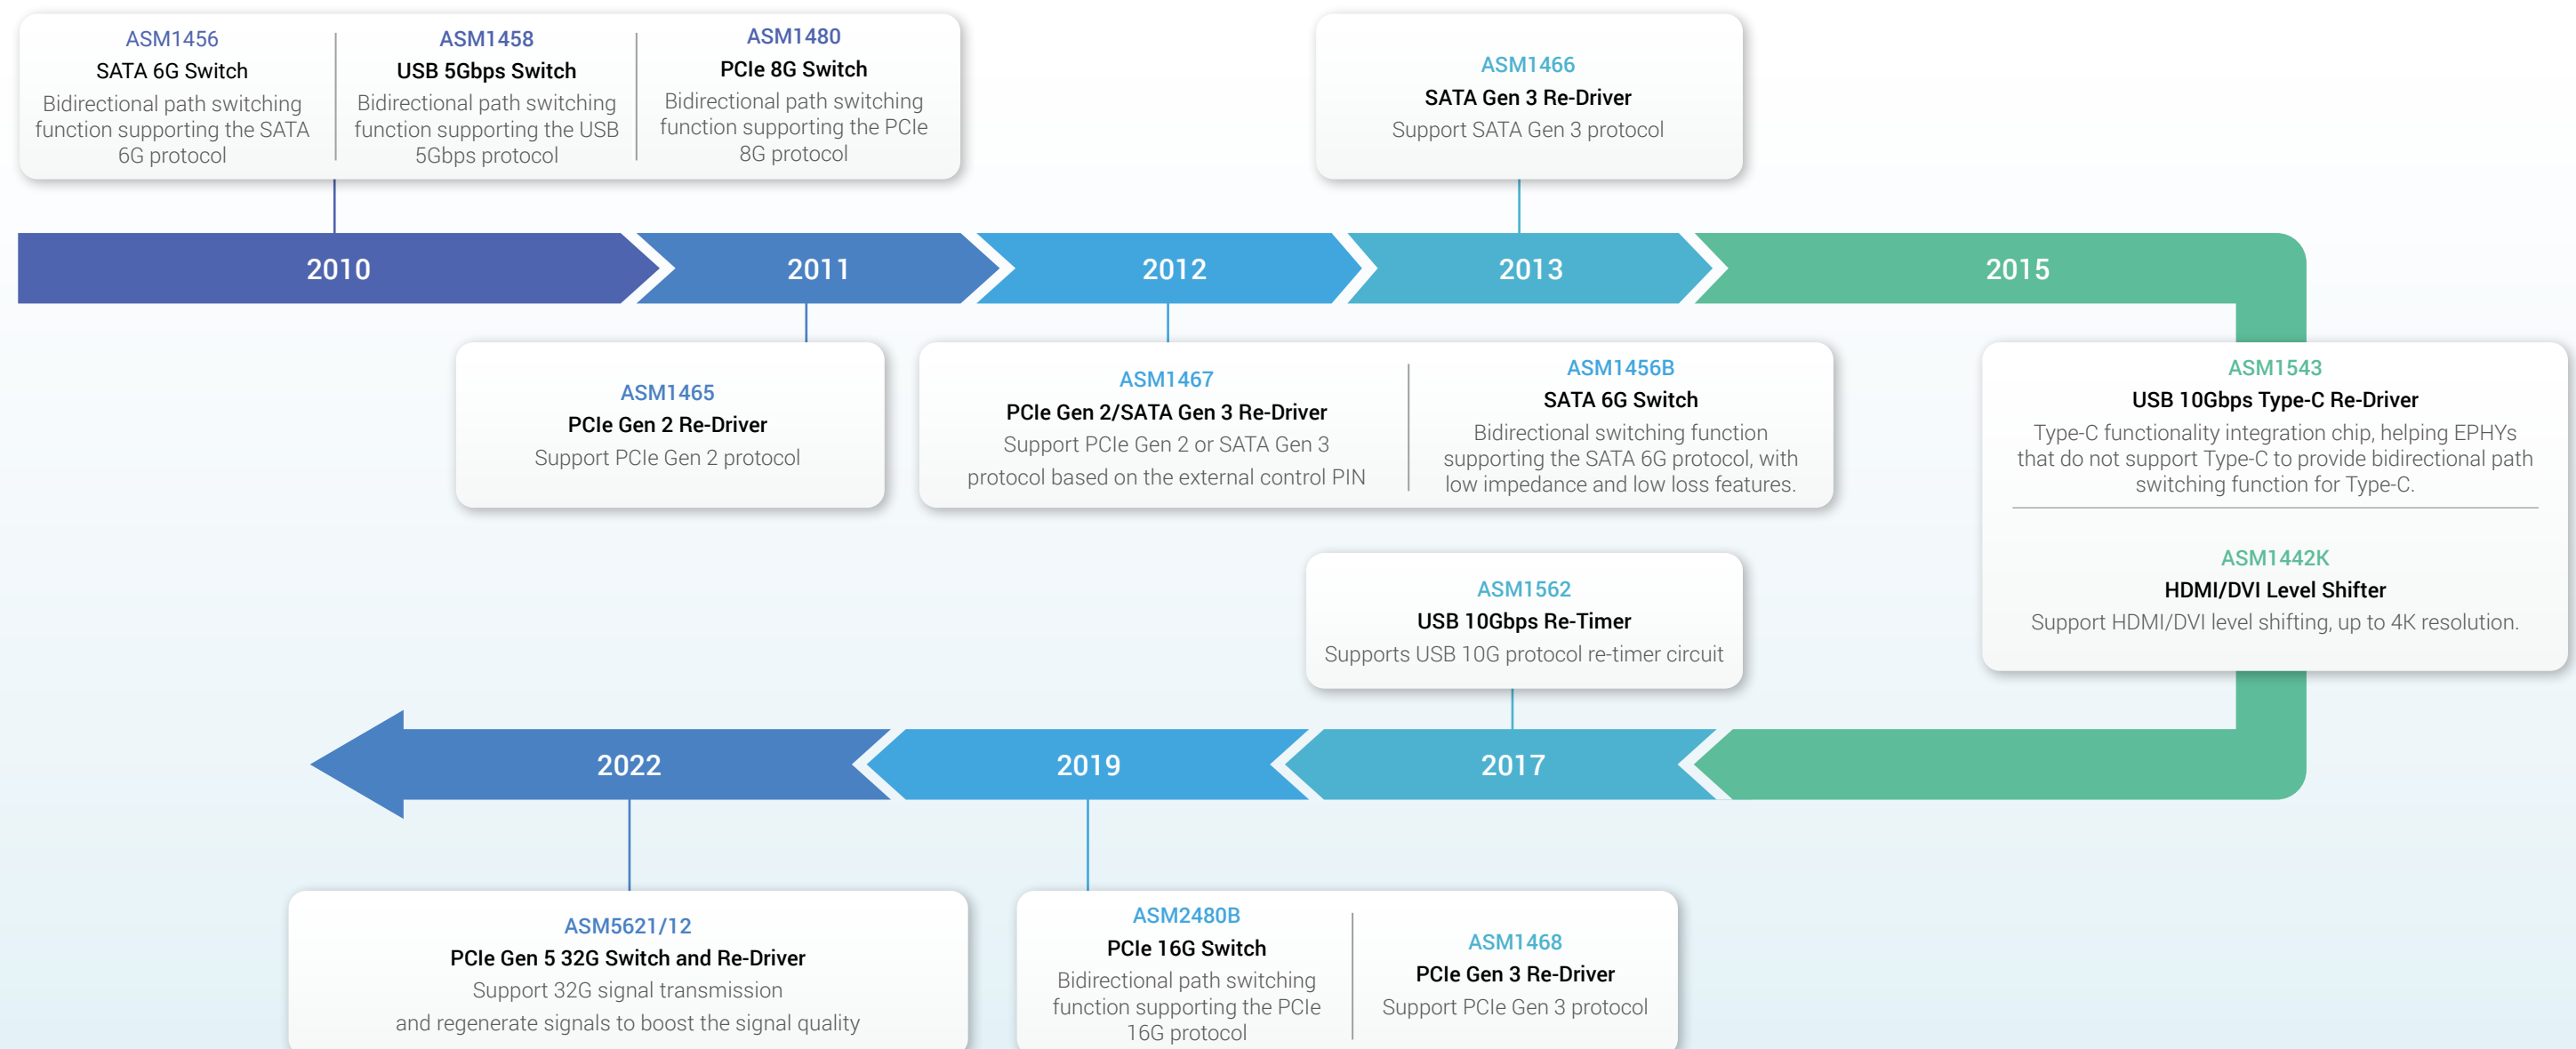 ASM1456
SATA 6G Switch
Bidirectional path switching
function supporting the SATA
6G protocol
ASM1458
USB 5Gbps Switch
Bidirectional path switching
function supporting the USB
5Gbps protocol
ASM1480
PCIe 8G Switch
Bidirectional path switching
function supporting the PCIe
8G protocol
ASM1466
SATA Gen 3 Re-Driver
Support SATA Gen 3 protocol
2010
2011
2012
2013
2015
ASM1465
PCIe Gen 2 Re-Driver
Support PCIe Gen 2 protocol
ASM1467
PCIe Gen 2/SATA Gen 3 Re-Driver
Support PCIe Gen 2 or SATA Gen 3
protocol based on the external control PIN
ASM1456B
SATA 6G Switch
Bidirectional switching function
supporting the SATA 6G protocol, with
low impedance and low loss features.
ASM1543
USB 10Gbps Type-C Re-Driver
Type-C functionality integration chip, helping EPHYs
that do not support Type-C to provide bidirectional path
switching function for Type-C.
ASM1442K
HDMI/DVI Level Shifter
Support HDMI/DVI level shifting, up to 4K resolution.
ASM1562
USB 10Gbps Re-Timer
Supports USB 10G protocol re-timer circuit
2022
2019
2017
ASM5621/12
PCIe Gen 5 32G Switch and Re-Driver
Support 32G signal transmission
and regenerate signals to boost the signal quality
ASM2480B
PCIe 16G Switch
Bidirectional path switching
function supporting the PCIe
16G protocol
ASM1468
PCIe Gen 3 Re-Driver
Support PCIe Gen 3 protocol